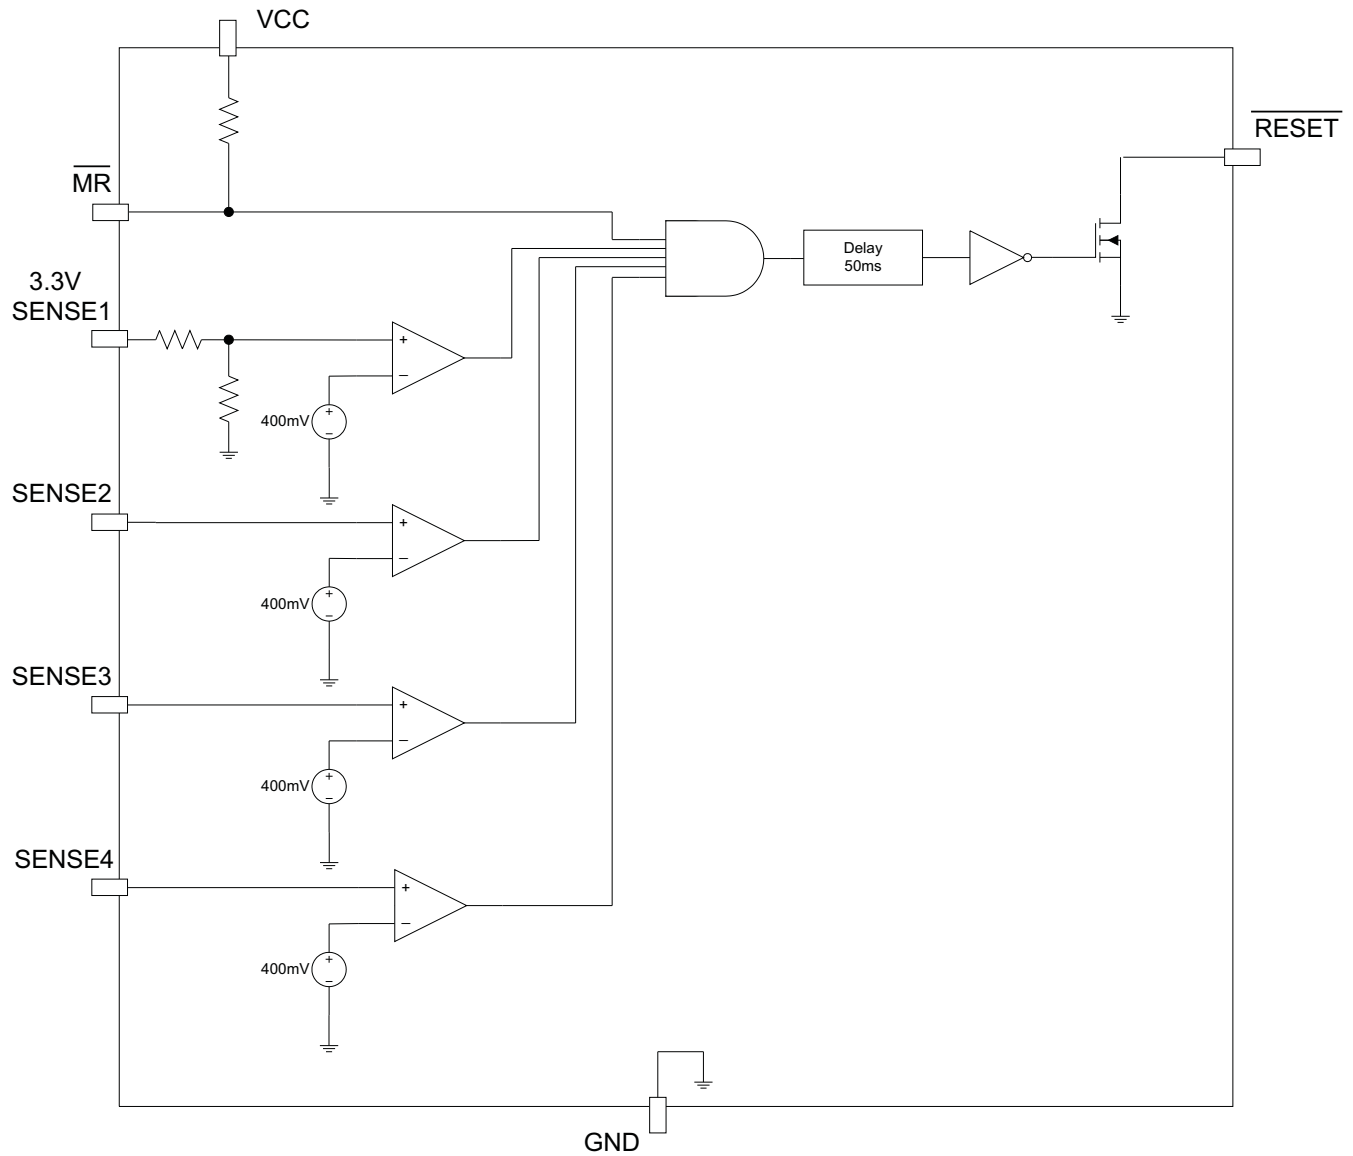 VCC
RESET
MR
Delay
50ms
3.3V
SENSE1
+
−
400mV
+
−
SENSE2
+
−
400mV
+
−
SENSE3
+
−
400mV
+
−
SENSE4
+
−
400mV
+
−
GND